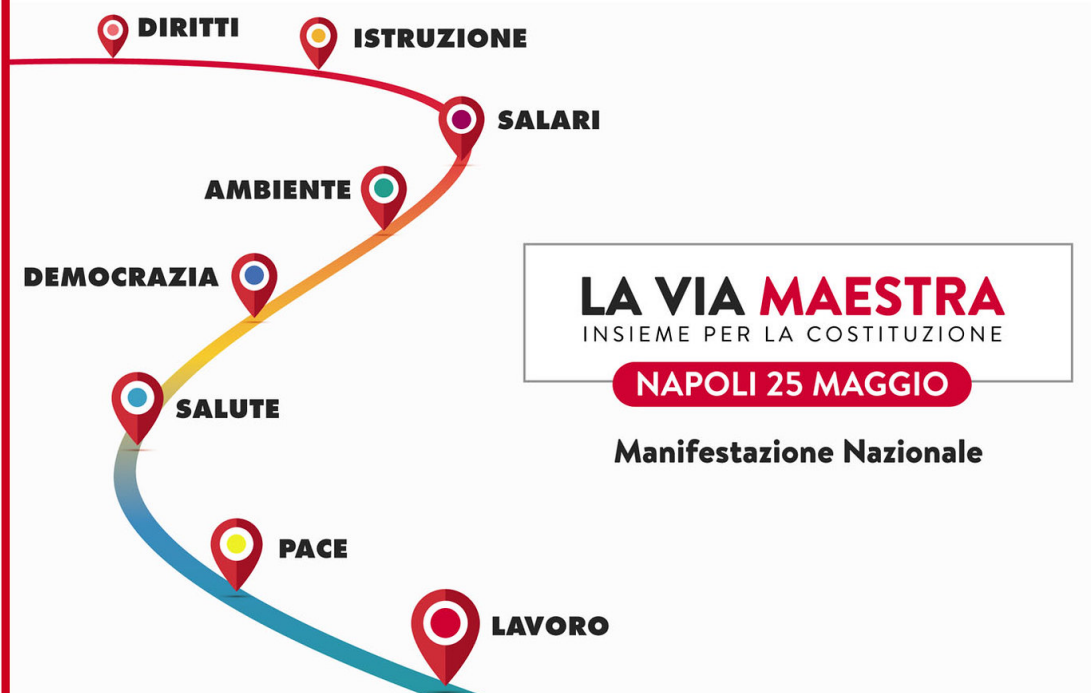 DIRITTI
ISTRUZIONE
SALARI
AMBIENTE
DEMOCRAZIA
SALUTE
PACE
LAVORO
LA VIA MAESTRA
INSIEME PER LA COSTITUZIONE
NAPOLI 25 MAGGIO
Manifestazione Nazionale